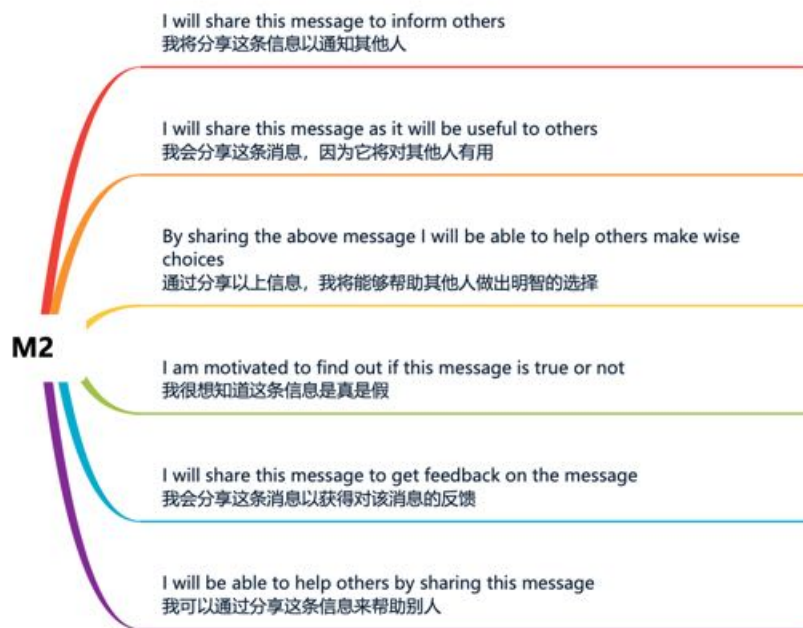 I will share this message to inform others
我将分享这条信息以通知其他人
I will share this message as it will be useful to others
我会分享这条消息，因为它将对其他人有用
By sharing the above message I will be able to help others make wise
choices
通过分享以上信息，我将能够帮助其他人做出明智的选择
M2
I am motivated to find out if this message is true or not
我很想知道这条信息是真是假
I will share this message to get feedback on the message
我会分享这条消息以获得对该消息的反馈
I will be able to help others by sharing this message
我可以通过分享这条信息来帮助别人